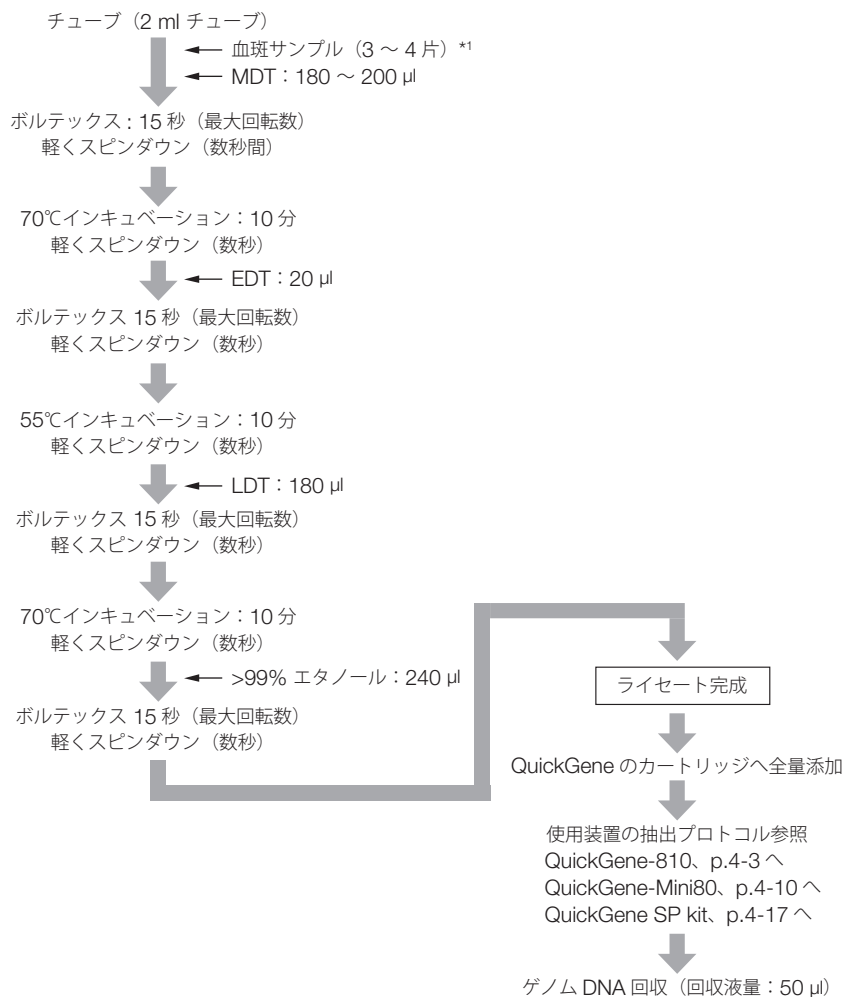 チューブ（2 ml チューブ）
血斑サンプル（3 ～ 4 片）*1
MDT：180 ～ 200 µl
ボルテックス : 15 秒（最大回転数）
軽くスピンダウン（数秒間）
70℃インキュベーション：10 分
軽くスピンダウン（数秒）
EDT：20 µl
ボルテックス 15 秒（最大回転数）
軽くスピンダウン（数秒）
55℃インキュベーション：10 分
軽くスピンダウン（数秒）
LDT：180 µl
ボルテックス 15 秒（最大回転数）
軽くスピンダウン（数秒）
70℃インキュベーション：10 分
軽くスピンダウン（数秒）
>99% エタノール：240 µl
ボルテックス 15 秒（最大回転数）
軽くスピンダウン（数秒）
ライセート完成
QuickGene のカートリッジへ全量添加
使用装置の抽出プロトコル参照
QuickGene-810、p.4-3 へ
QuickGene-Mini80、p.4-10 へ
QuickGene SP kit、p.4-17 へ
ゲノム DNA 回収（回収液量：50 µl）